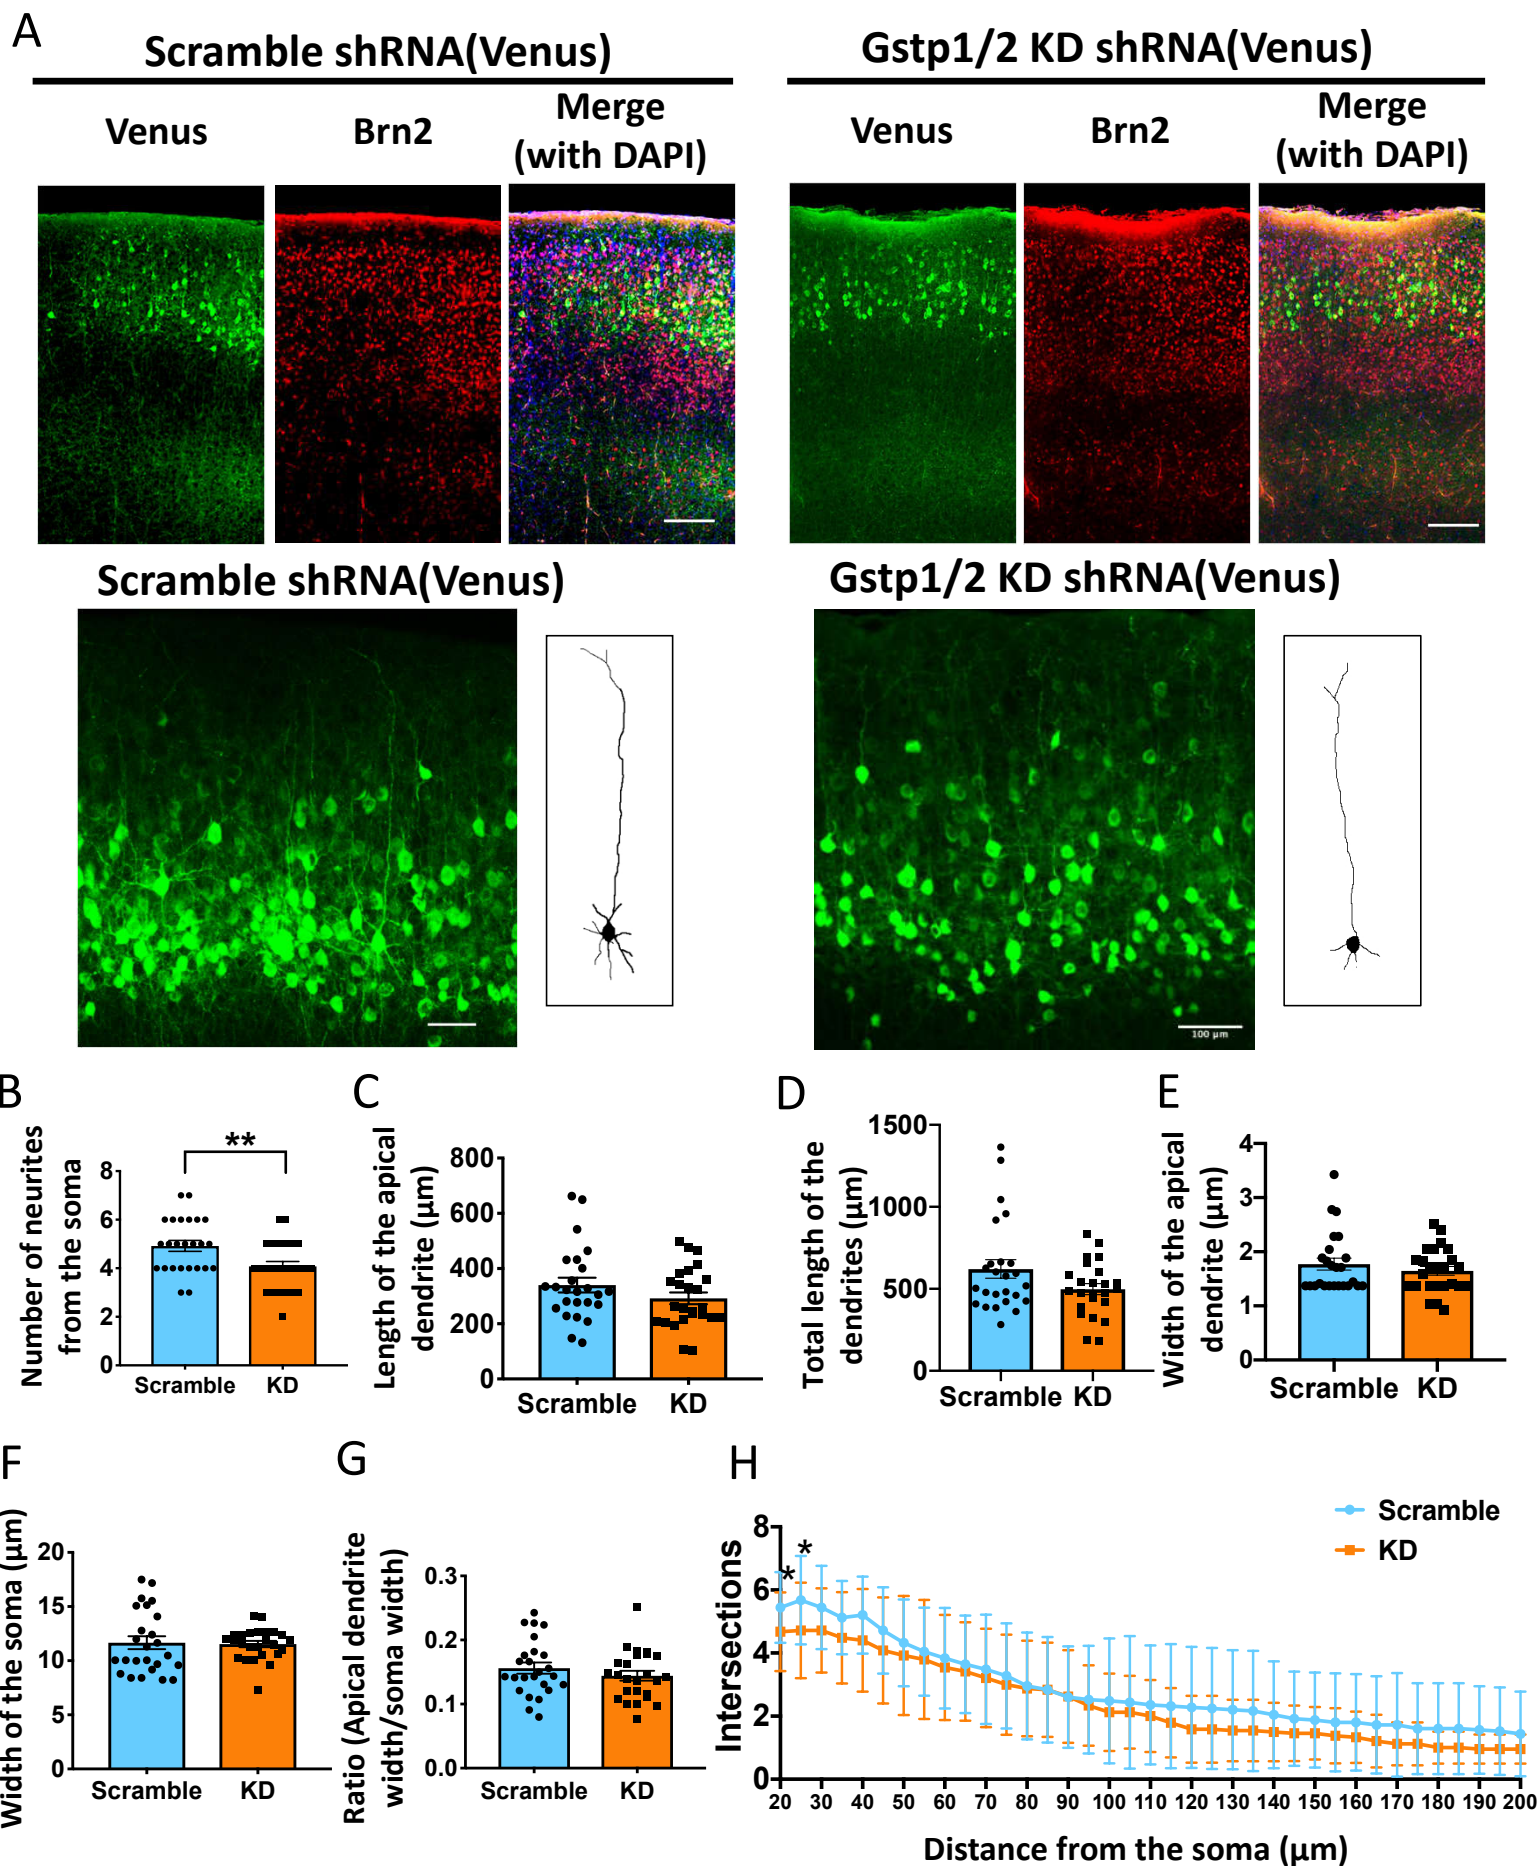 A
Scramble shRNA(Venus)
Gstp1/2 KD shRNA(Venus)
Venus
Brn2
Merge
(with DAPI)
Venus
Brn2
Merge
(with DAPI)
Scramble shRNA(Venus)
Gstp1/2 KD shRNA(Venus)
100 μm
B
Number of neurites
from the soma
8
6
4
2
0
**
Scramble
KD
C
Length of the apical
dendrite (μm)
800
600
400
200
0
Scramble
KD
D
Total length of the
dendrites (μm)
1500
1000
500
0
Scramble
KD
E
Width of the apical
dendrite (μm)
4
3
2
1
0
Scramble
KD
F
Width of the soma (μm)
20
15
10
5
0
Scramble
KD
G
Ratio (Apical dendrite
width/soma width)
0.3
0.2
0.1
0.0
Scramble
KD
H
Intersections
8
6
4
2
0
*
*
Scramble
KD
20 30 40 50 60 70 80 90 100 110 120 130 140 150 160 170 180 190 200
Distance from the soma (μm)